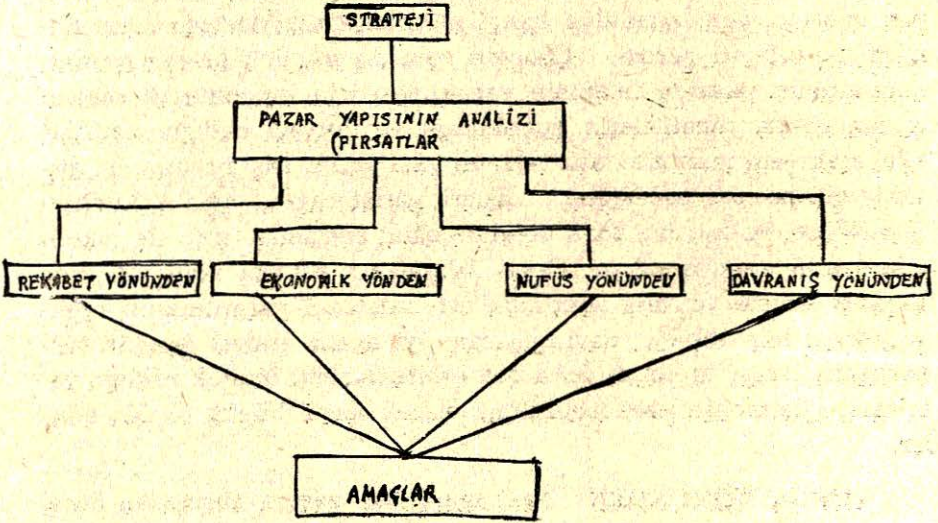 STRATEJİ
PAZAR YAPISININ ANALİZİ
(FIRSATLAR
REKABET YÖNÜNDEN
EKONOMİK YÖNDEN
NUFÜS YÖNÜNDEN
DAVRANIŞ YÖNÜNDEN
AMAÇLAR